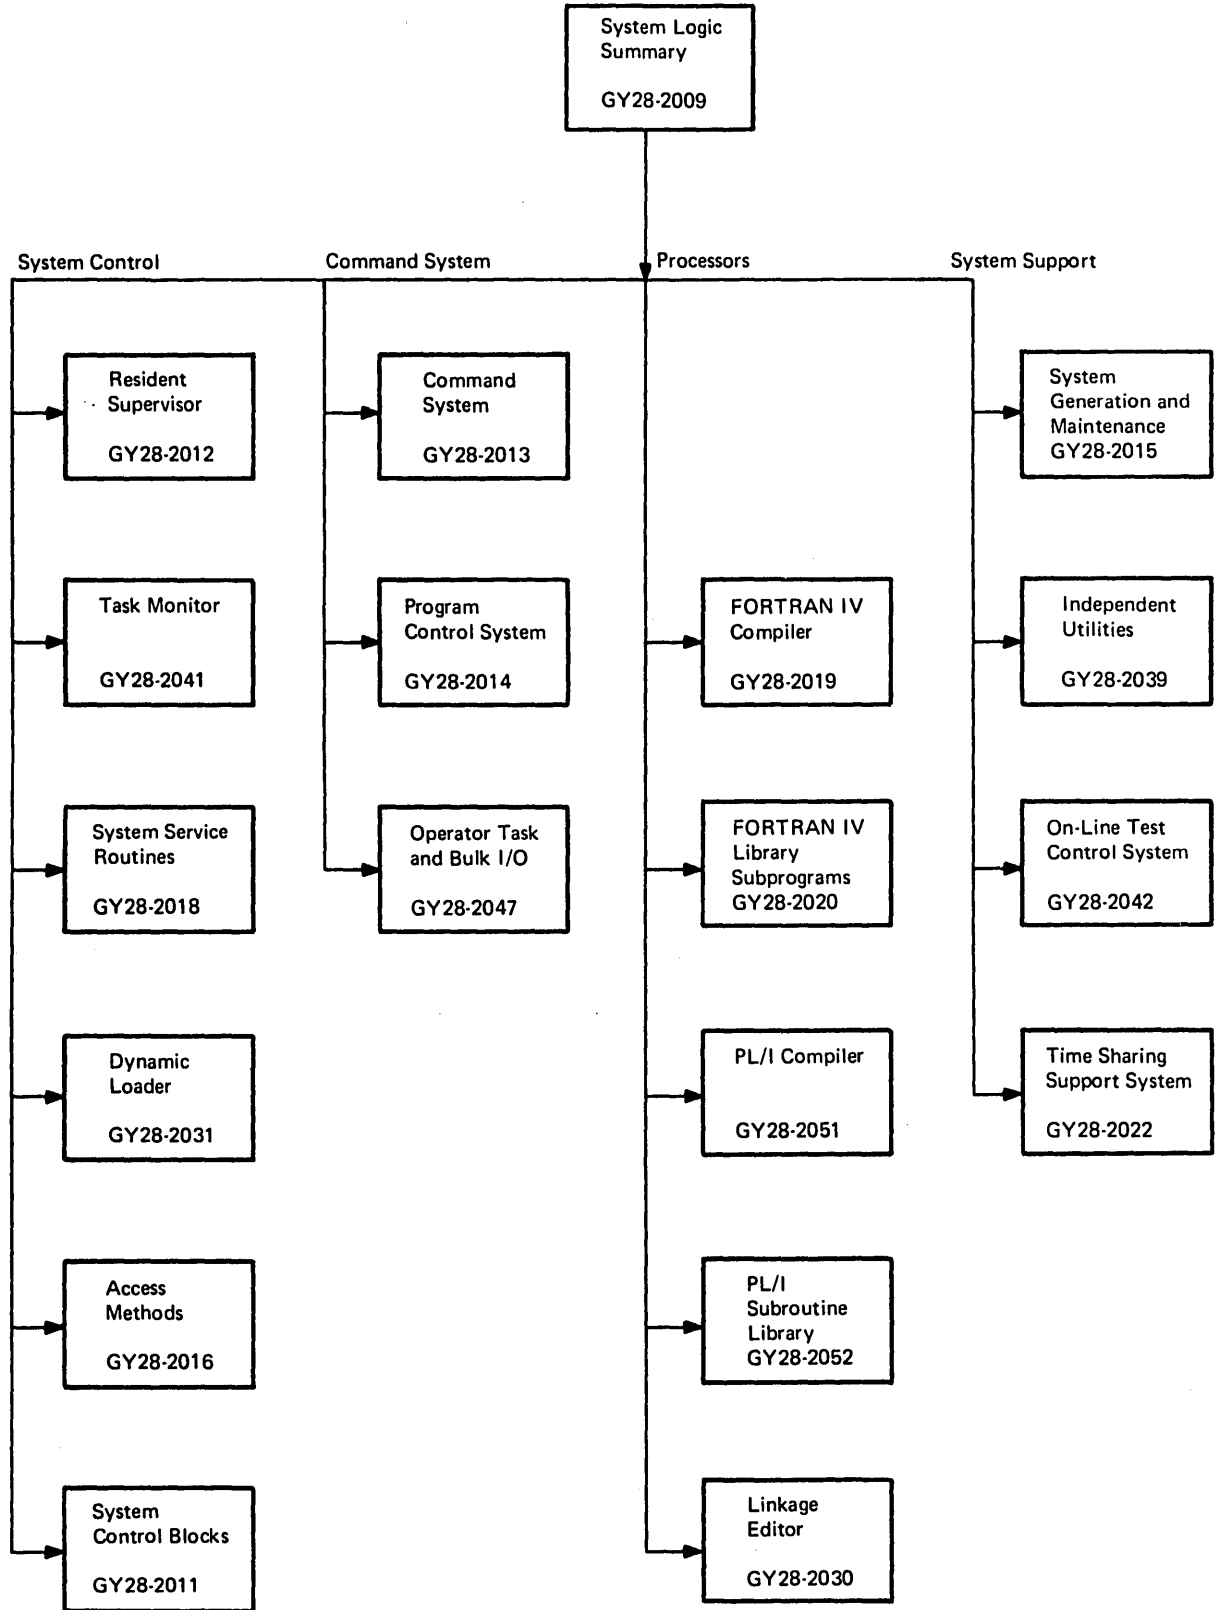 System Logic
Summary
GY28-2009
System Control
Command System
Processors
System Support
Resident
Supervisor
GY28-2012
Task Monitor
GY28-2041
System Service
Routines
GY28-2018
Dynamic
Loader
GY28-2031
Access
Methods
GY28-2016
System
Control Blocks
GY28-2011
Command
System
GY28-2013
Program
Control System
GY28-2014
Operator Task
and Bulk I/O
GY28-2047
FORTRAN IV
Compiler
GY28-2019
FORTRAN IV
Library
Subprograms
GY28-2020
PL/I Compiler
GY28-2051
PL/I
Subroutine
Library
GY28-2052
Linkage
Editor
GY28-2030
System
Generation and
Maintenance
GY28-2015
Independent
Utilities
GY28-2039
On-Line Test
Control System
GY28-2042
Time Sharing
Support System
GY28-2022